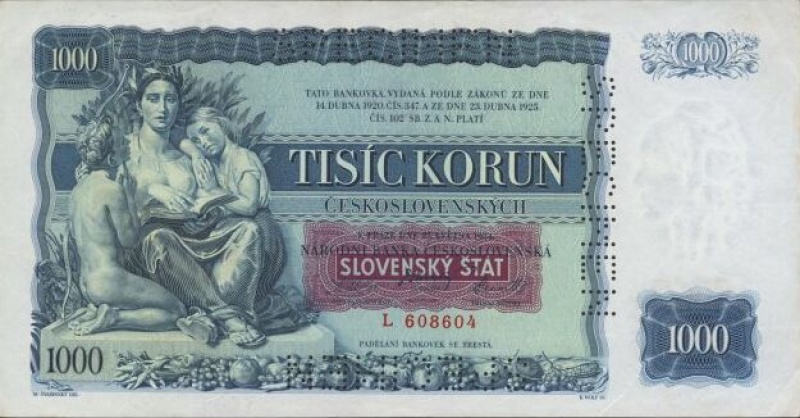 1000
1000
TATO BANKOVKA, VYDANÁ PODLE ZÁKONŮ ZE DNE
14. DUBNA 1920, ČÍS. 347 A ZE DNE 23. DUBNA 1925,
ČÍS. 102 SB. Z. A N. PLATÍ
TISÍC KORUN
ČESKOSLOVENSKÝCH
V PRAZE DNE
NÁRODNÍ BANKA ČESKOSLOVENSKÁ
SLOVENSKÝ ŠTÁT
L 608604
PADĚLÁNÍ BANKOVEK SE TRESTÁ.
1000
1000